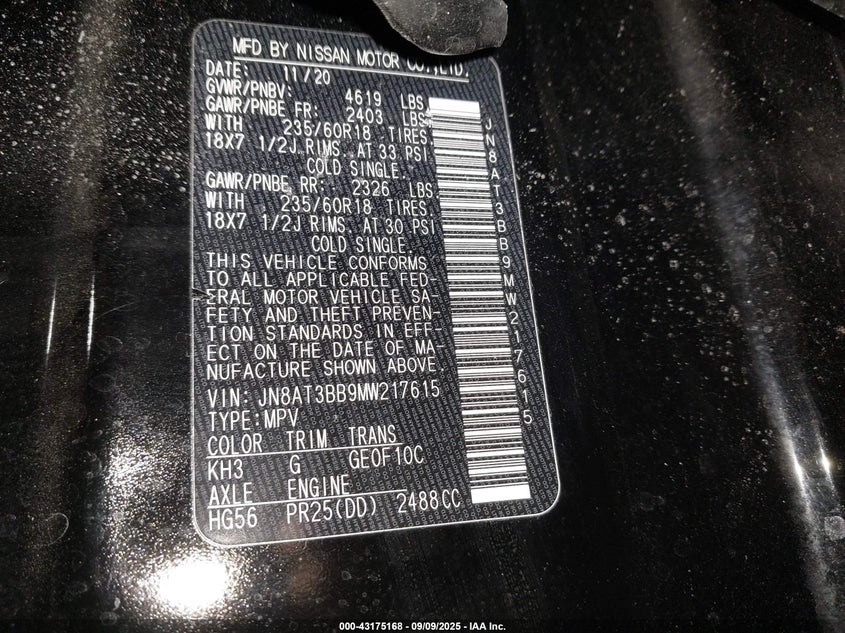 MFD BY NISSAN MOTOR CO.,LTD.
DATE: 11/20
GVWR/PNBV: 4619 LBS
GAWR/PNBE FR: 2403 LBS
WITH 235/60R18 TIRES.
18X7 1/2J RIMS. AT 33 PSI
COLD SINGLE.
GAWR/PNBE RR: 2326 LBS
WITH 235/60R18 TIRES.
18X7 1/2J RIMS. AT 30 PSI
COLD SINGLE.
THIS VEHICLE CONFORMS
TO ALL APPLICABLE FED-
ERAL MOTOR VEHICLE SA-
FETY AND THEFT PREVEN-
TION STANDARDS IN EFF-
ECT ON THE DATE OF MA-
NUFACTURE SHOWN ABOVE.
VIN: JN8AT3BB9MW217615
TYPE:MPV
COLOR TRIM TRANS
KH3 G GE0F10C
AXLE ENGINE
HG56 PR25(DD) 2488CC
JN8AT3BB9MW217615
000-43175168 - 09/09/2025 - IAA Inc.